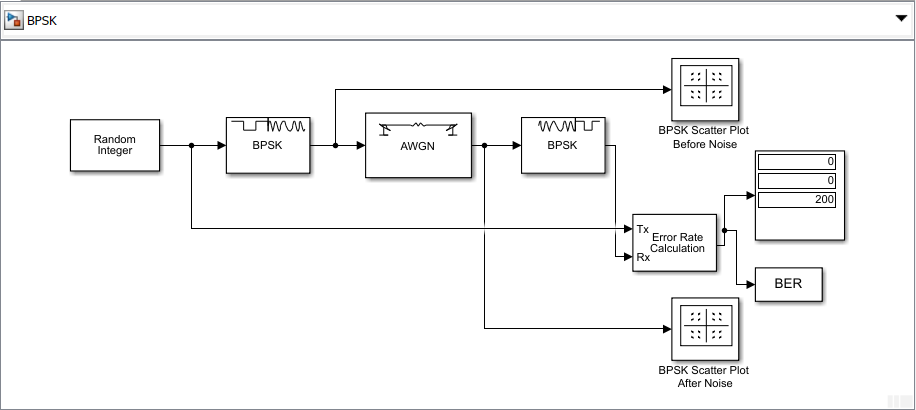 BPSK
Random
Integer
BPSK
AWGN
BPSK
BPSK Scatter Plot
Before Noise
0
0
200
Tx
Rx
Error Rate
Calculation
BER
BPSK Scatter Plot
After Noise